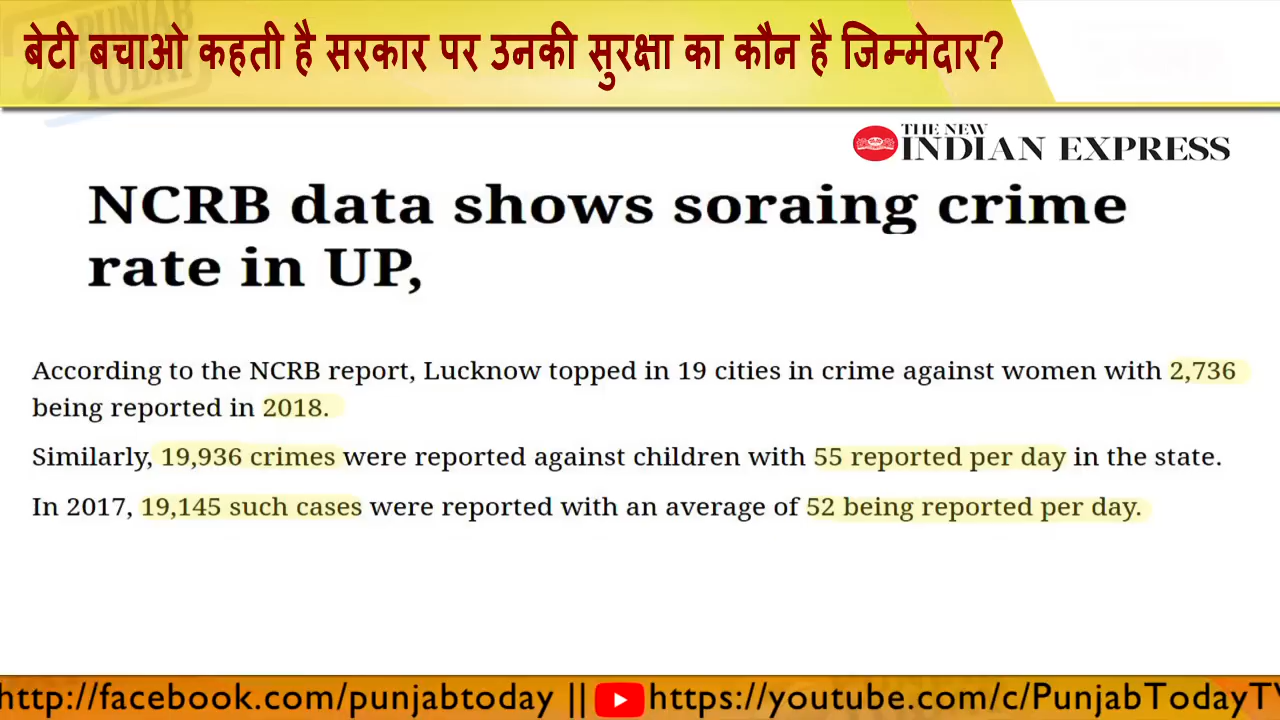 बेटी बचाओ कहती है सरकार पर उनकी सुरक्षा का कौन है जिम्मेदार?
PUNJAB
TODAY
THE NEW
INDIAN EXPRESS
NCRB data shows soraing crime
rate in UP,
According to the NCRB report, Lucknow topped in 19 cities in crime against women with 2,736
being reported in 2018.
Similarly, 19,936 crimes were reported against children with 55 reported per day in the state.
In 2017, 19,145 such cases were reported with an average of 52 being reported per day.
http://facebook.com/punjabtoday || https://youtube.com/c/PunjabTodayTV